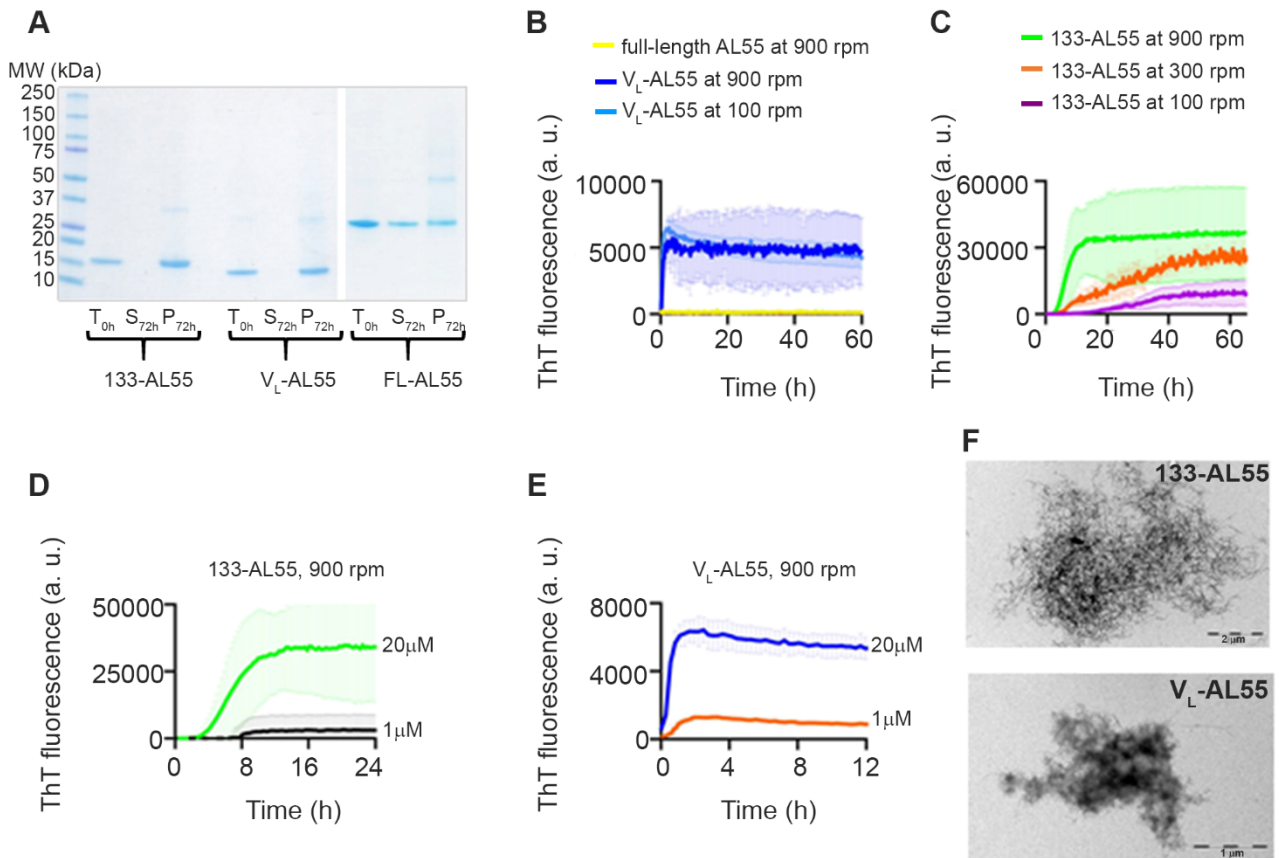 A
MW (kDa)
250
150
100
75
50
37
25
20
15
10
T0h S72h P72h T0h S72h P72h T0h S72h P72h
133-AL55 VL-AL55 FL-AL55
B
full-length AL55 at 900 rpm
VL-AL55 at 900 rpm
VL-AL55 at 100 rpm
ThT fluorescence (a. u.)
10000
5000
0
0 20 40 60
Time (h)
C
133-AL55 at 900 rpm
133-AL55 at 300 rpm
133-AL55 at 100 rpm
ThT fluorescence (a. u.)
60000
30000
0
0 20 40 60
Time (h)
D
133-AL55, 900 rpm
ThT fluorescence (a. u.)
50000
25000
0
20μM
1μM
0 8 16 24
Time (h)
E
VL-AL55, 900 rpm
ThT fluorescence (a. u.)
8000
4000
0
20μM
1μM
0 4 8 12
Time (h)
F
133-AL55
2 μm
VL-AL55
1 μm